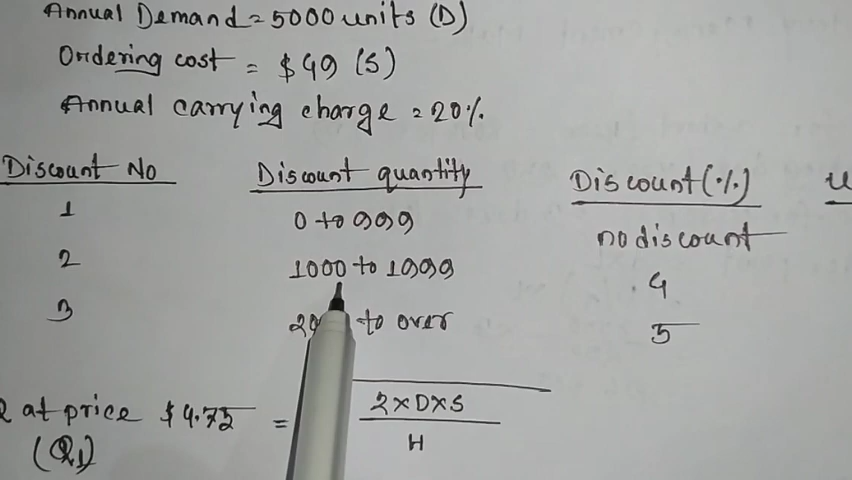 Annual Demand = 5000 units (D)
Ordering cost = $49 (S)
Annual carrying charge = 20%.
Discount No Discount quantity Discount (%)
1 0 to 999 no discount
2 1000 to 1999 4
3 to over 5
at price $4.75 = 2×D×S
(Q1) H